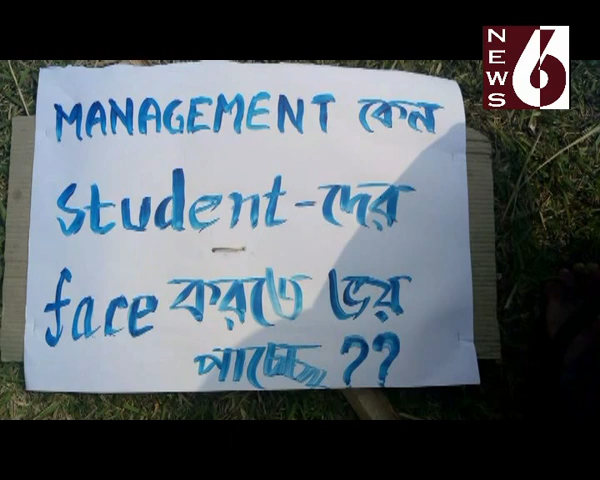 NEWS 6
MANAGEMENT কেন
student-দের
face করতে ভয়
পাচ্ছে??